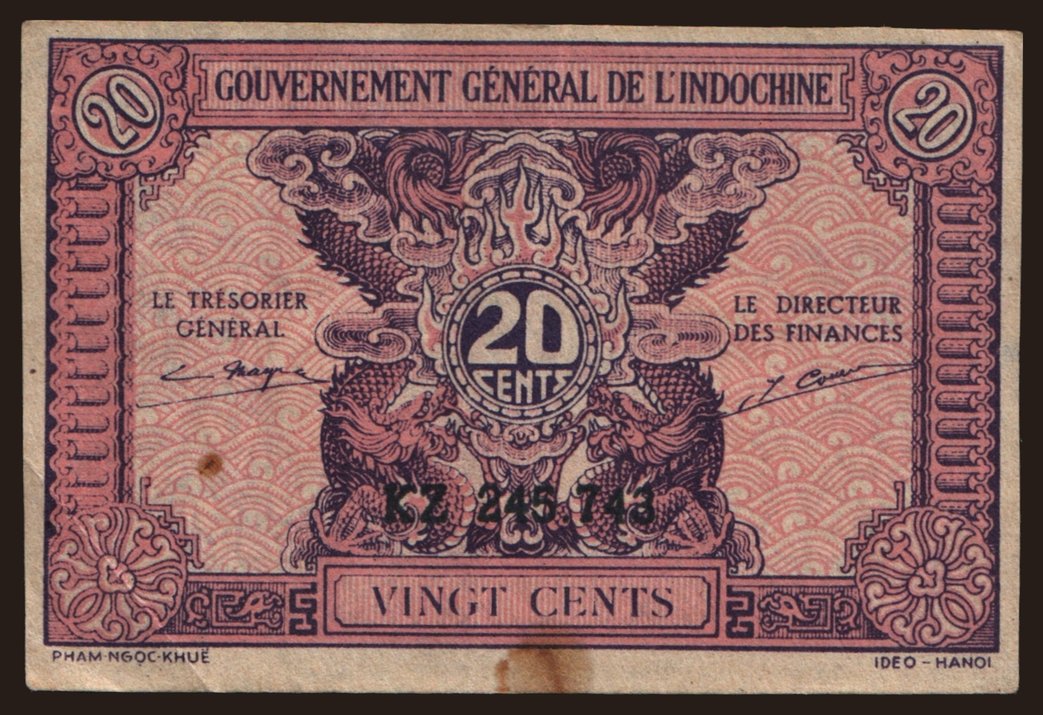 20
GOUVERNEMENT GÉNÉRAL DE L'INDOCHINE
20
LE TRÉSORIER
GÉNÉRAL
20
CENTS
LE DIRECTEUR
DES FINANCES
KZ 245.743
VINGT CENTS
PHAM-NGỌC-KHUÊ
IDEO - HANOI